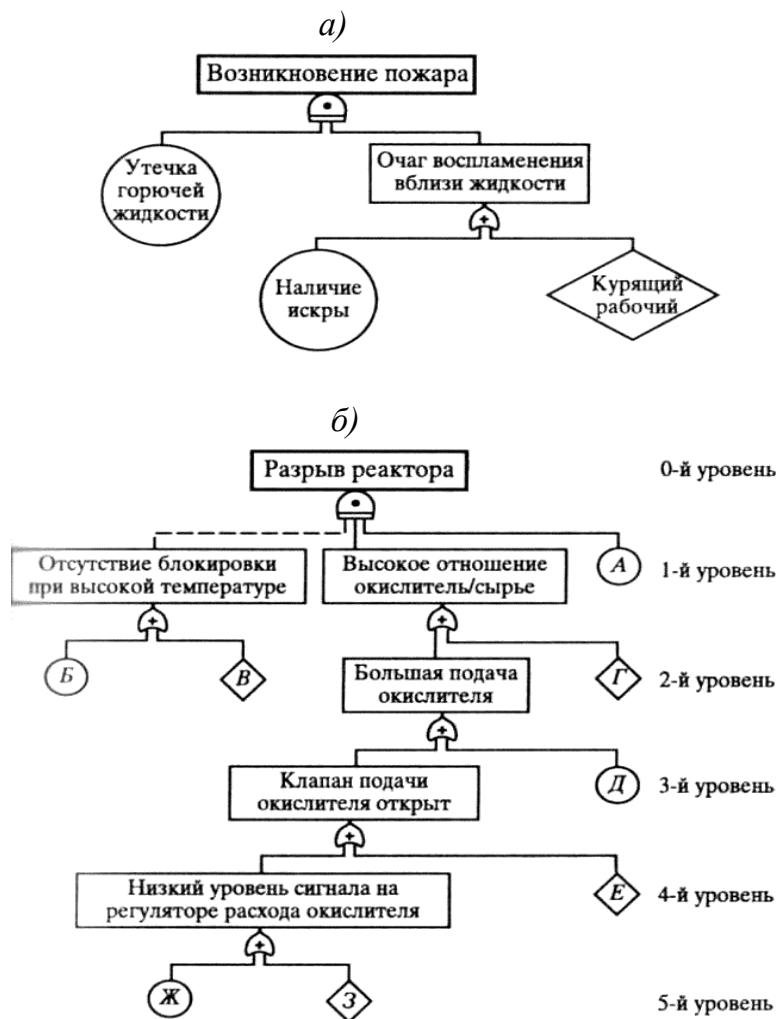 а)
Возникновение пожара
Утечка
горючей
жидкости
Очаг воспламенения
вблизи жидкости
Наличие
искры
Курящий
рабочий
б)
Разрыв реактора
0-й уровень
Отсутствие блокировки
при высокой температуре
Высокое отношение
окислитель/сырье
А
1-й уровень
Б
В
Большая подача
окислителя
Г
2-й уровень
Клапан подачи
окислителя открыт
Д
3-й уровень
Низкий уровень сигнала на
регуляторе расхода окислителя
Е
4-й уровень
Ж
З
5-й уровень